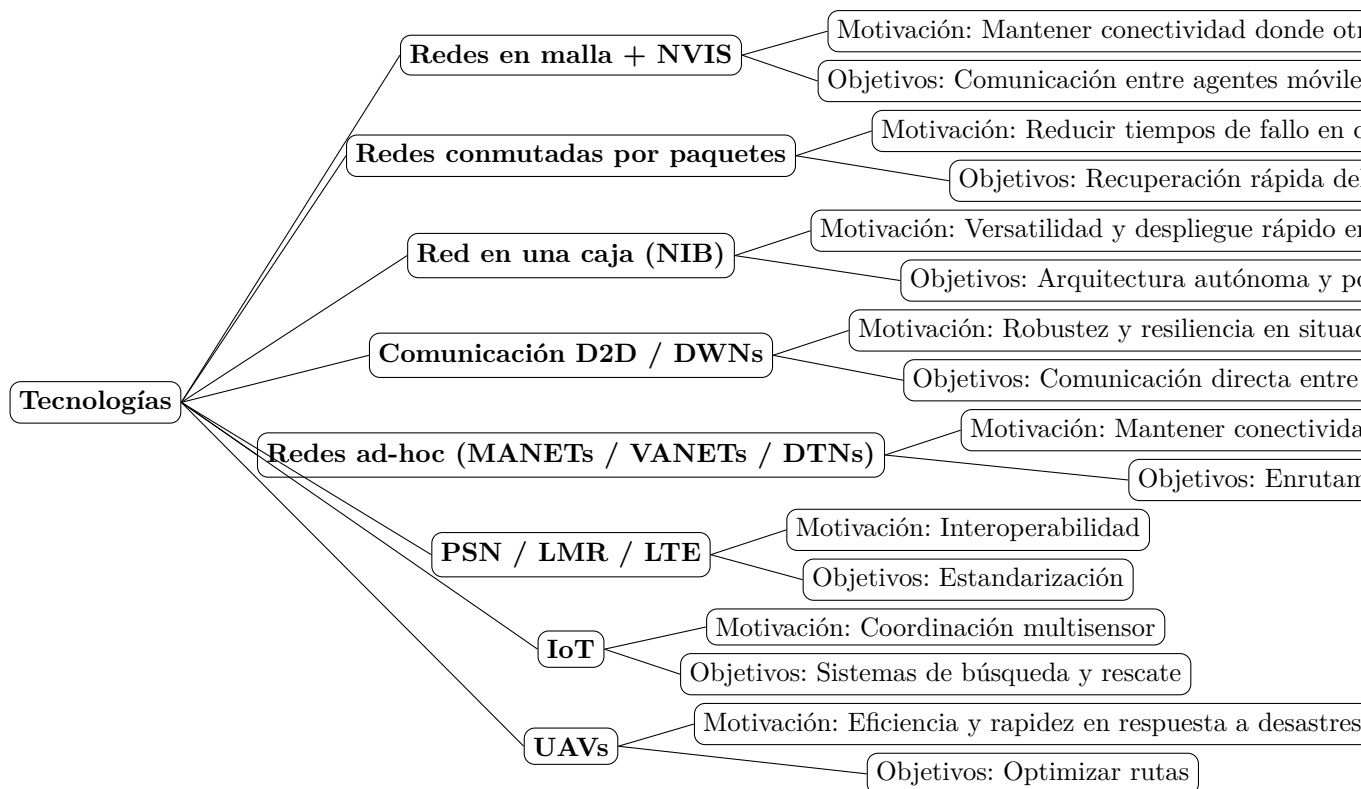 Tecnologías
Redes en malla + NVIS
Motivación: Mantener conectividad donde
Objetivos: Comunicación entre agentes
Redes conmutadas por paquetes
Motivación: Reducir tiempos de fallo en
Objetivos: Recuperación rápida
Red en una caja (NIB)
Motivación: Versatilidad y despliegue rápido
Objetivos: Arquitectura autónoma y
Comunicación D2D / DWNs
Motivación: Robustez y resiliencia en
Objetivos: Comunicación directa entre
Redes ad-hoc (MANETs / VANETs / DTNs)
Motivación: Mantener
Objetivos:
PSN / LMR / LTE
Motivación: Interoperabilidad
Objetivos: Estandarización
IoT
Motivación: Coordinación multisensor
Objetivos: Sistemas de búsqueda y rescate
UAVs
Motivación: Eficiencia y rapidez en respuesta a desastres
Objetivos: Optimizar rutas